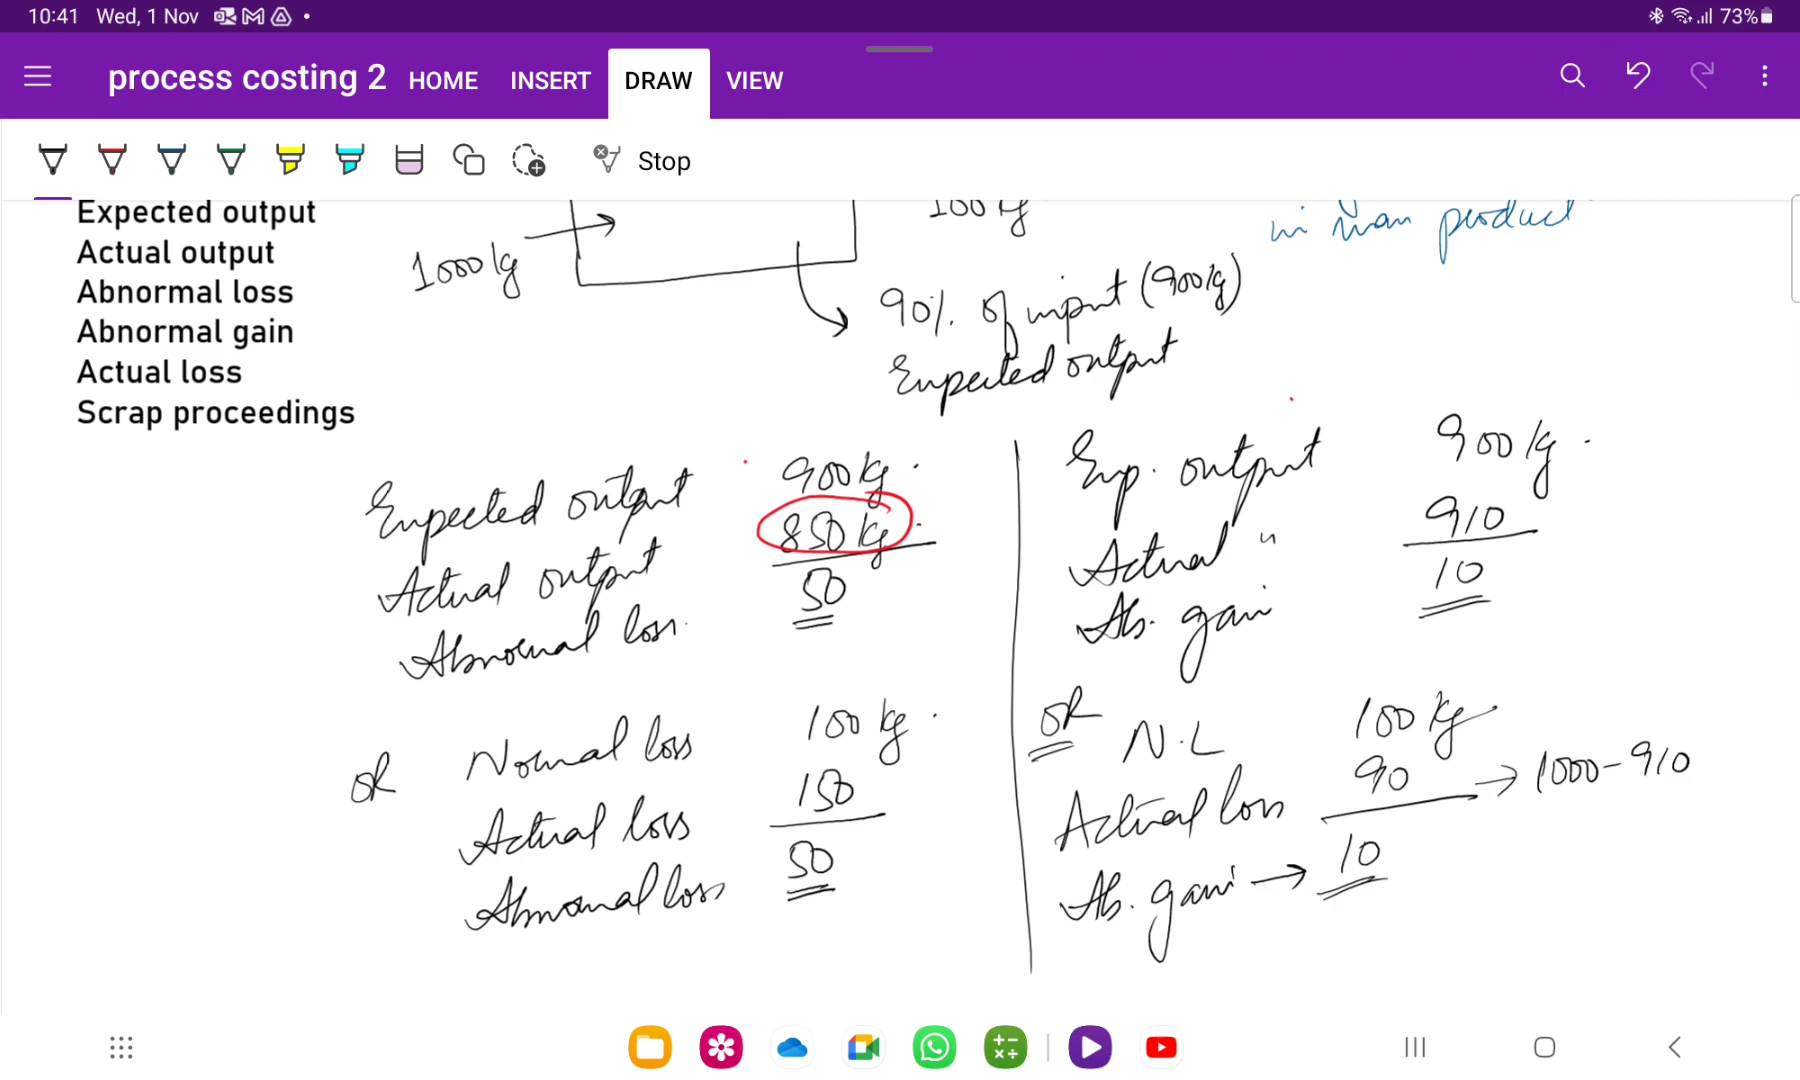 10:41 Wed, 1 Nov
73%
process costing 2 HOME INSERT DRAW VIEW
Stop
Expected output
Actual output
Abnormal loss
Abnormal gain
Actual loss
Scrap proceedings
1000 kg
100 kg
in main product
90% of input (900kg)
Expected output
Expected output 900kg.
Actual output 850 kg.
Abnormal loss. 50
OR Normal loss 100 kg.
Actual loss 150
Abnormal loss 50
Exp. output 900 kg.
Actual " 910
Ab. gain 10
OR N.L 100 kg
Actual loss 90 → 1000-910
Ab. gain → 10